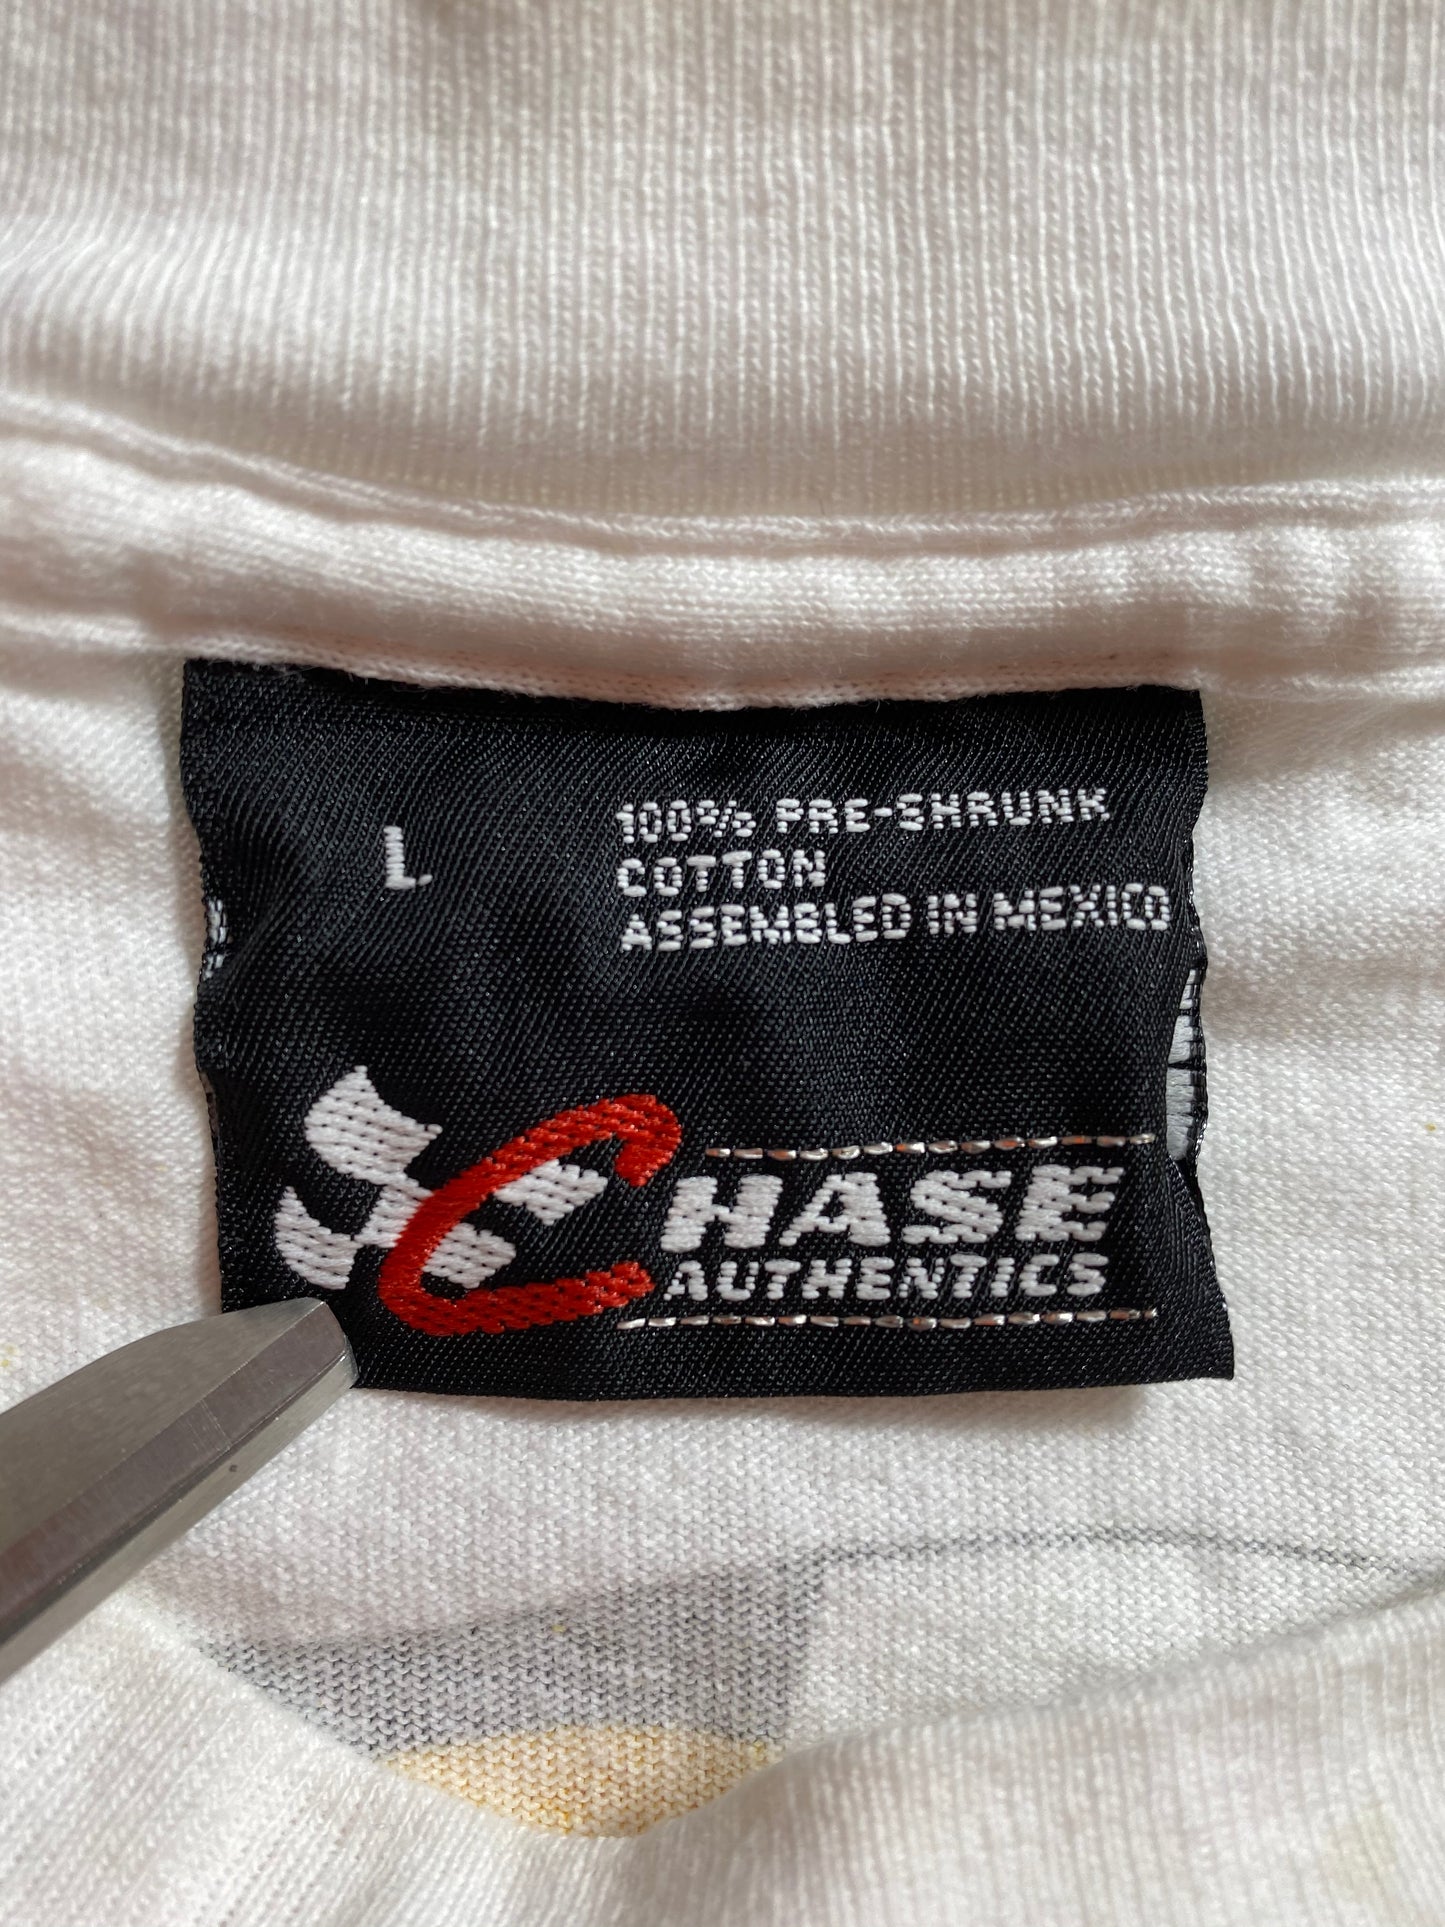 L
100% PRE-SHRUNK
COTTON
ASSEMBLED IN MEXICO
CHASE
AUTHENTICS